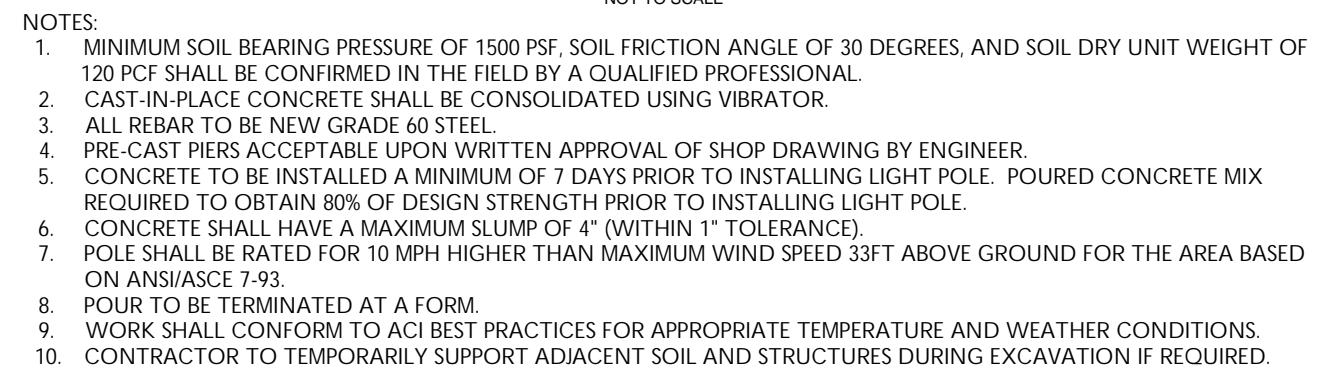 NOT TO SCALE
NOTES:
1. MINIMUM SOIL BEARING PRESSURE OF 1500 PSF, SOIL FRICTION ANGLE OF 30 DEGREES, AND SOIL DRY UNIT WEIGHT OF
120 PCF SHALL BE CONFIRMED IN THE FIELD BY A QUALIFIED PROFESSIONAL.
2. CAST-IN-PLACE CONCRETE SHALL BE CONSOLIDATED USING VIBRATOR.
3. ALL REBAR TO BE NEW GRADE 60 STEEL.
4. PRE-CAST PIERS ACCEPTABLE UPON WRITTEN APPROVAL OF SHOP DRAWING BY ENGINEER.
5. CONCRETE TO BE INSTALLED A MINIMUM OF 7 DAYS PRIOR TO INSTALLING LIGHT POLE. POURED CONCRETE MIX
REQUIRED TO OBTAIN 80% OF DESIGN STRENGTH PRIOR TO INSTALLING LIGHT POLE.
6. CONCRETE SHALL HAVE A MAXIMUM SLUMP OF 4" (WITHIN 1" TOLERANCE).
7. POLE SHALL BE RATED FOR 10 MPH HIGHER THAN MAXIMUM WIND SPEED 33FT ABOVE GROUND FOR THE AREA BASED
ON ANSI/ASCE 7-93.
8. POUR TO BE TERMINATED AT A FORM.
9. WORK SHALL CONFORM TO ACI BEST PRACTICES FOR APPROPRIATE TEMPERATURE AND WEATHER CONDITIONS.
10. CONTRACTOR TO TEMPORARILY SUPPORT ADJACENT SOIL AND STRUCTURES DURING EXCAVATION IF REQUIRED.